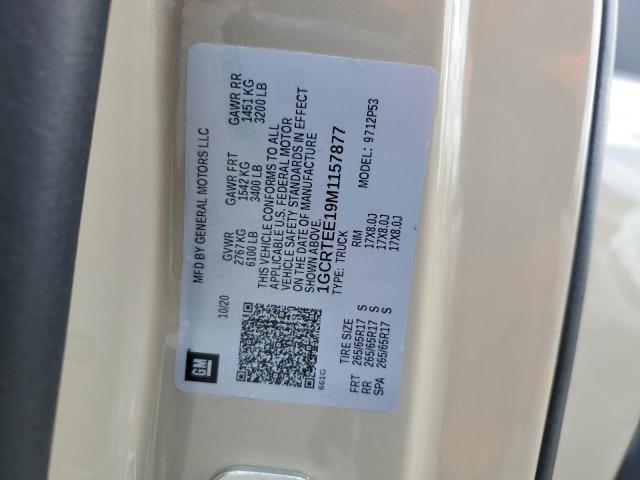 MFD BY GENERAL MOTORS LLC
10/20
GVWR GAWR FRT GAWR RR
2767 KG 1542 KG 1451 KG
6100 LB 3400 LB 3200 LB
THIS VEHICLE CONFORMS TO ALL
APPLICABLE U.S. FEDERAL MOTOR
VEHICLE SAFETY STANDARDS IN EFFECT
ON THE DATE OF MANUFACTURE
SHOWN ABOVE.
1GCRTEE19M1157877
TYPE: TRUCK MODEL: 9712P53
GM
661G
TIRE SIZE RIM
FRT 265/65R17 S 17X8.0J
RR 265/65R17 S 17X8.0J
SPA 265/65R17 S 17X8.0J